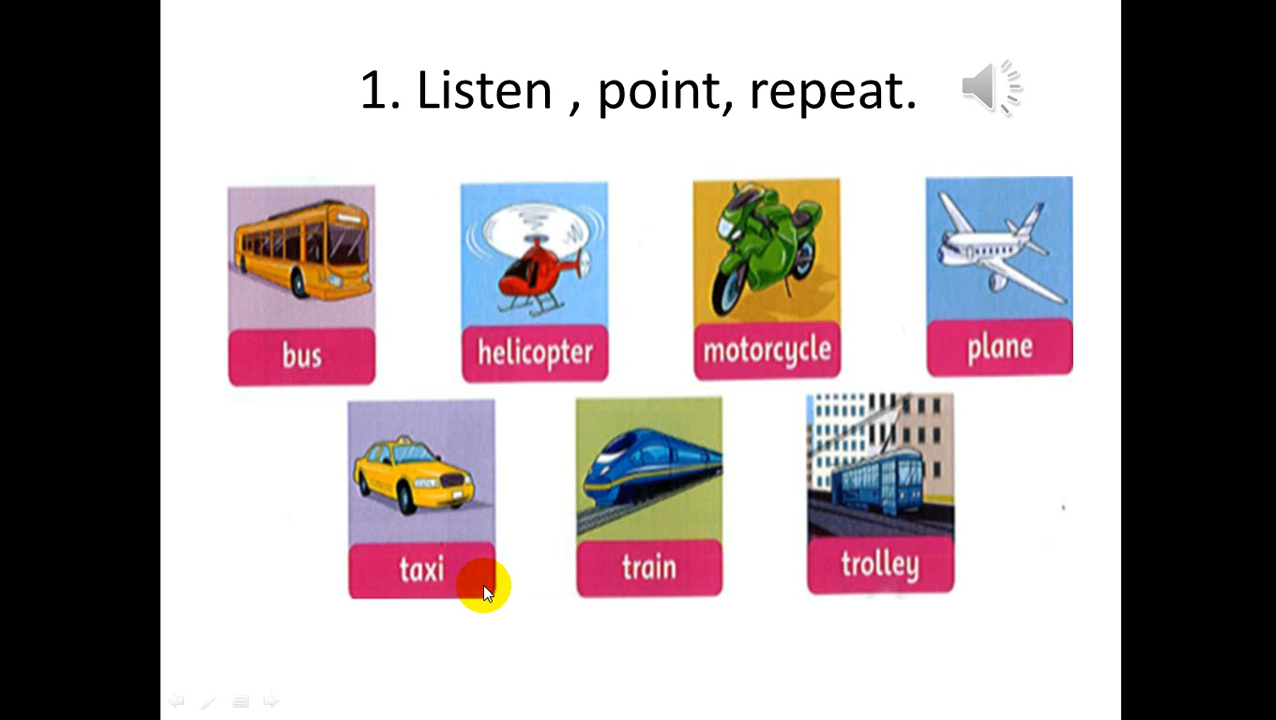 1. Listen , point, repeat.
bus
helicopter
motorcycle
plane
taxi
train
trolley